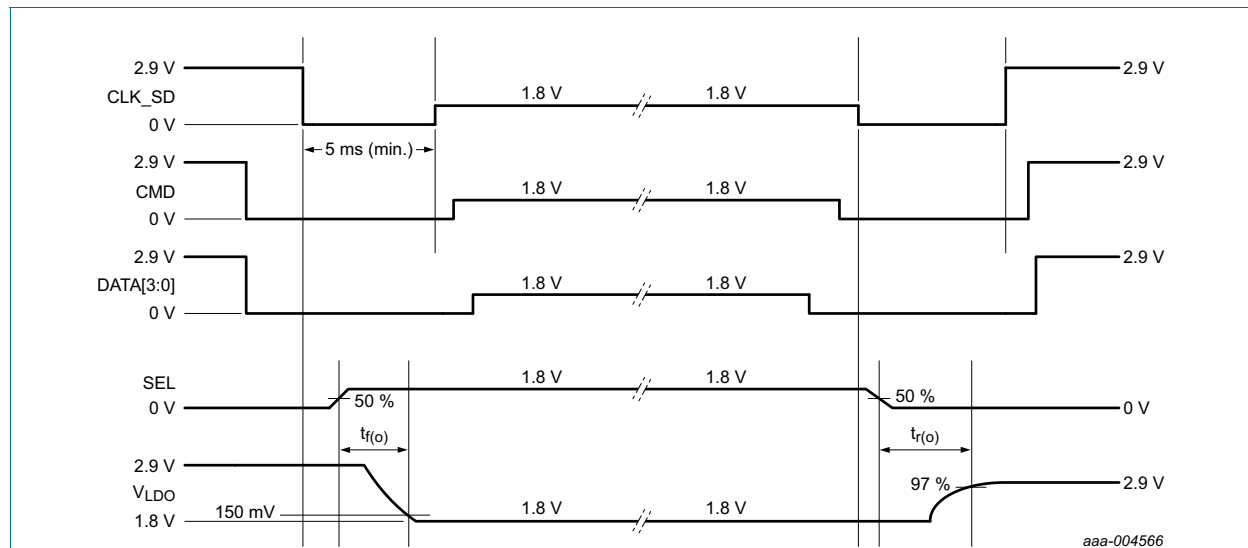 2.9 V
CLK_SD
0 V
1.8 V
1.8 V
2.9 V
5 ms (min.)
2.9 V
CMD
0 V
1.8 V
1.8 V
2.9 V
2.9 V
DATA[3:0]
0 V
1.8 V
1.8 V
2.9 V
SEL
0 V
50 %
1.8 V
1.8 V
50 %
0 V
tf(o)
tr(o)
2.9 V
VLDO
1.8 V
150 mV
1.8 V
1.8 V
97 %
2.9 V
aaa-004566